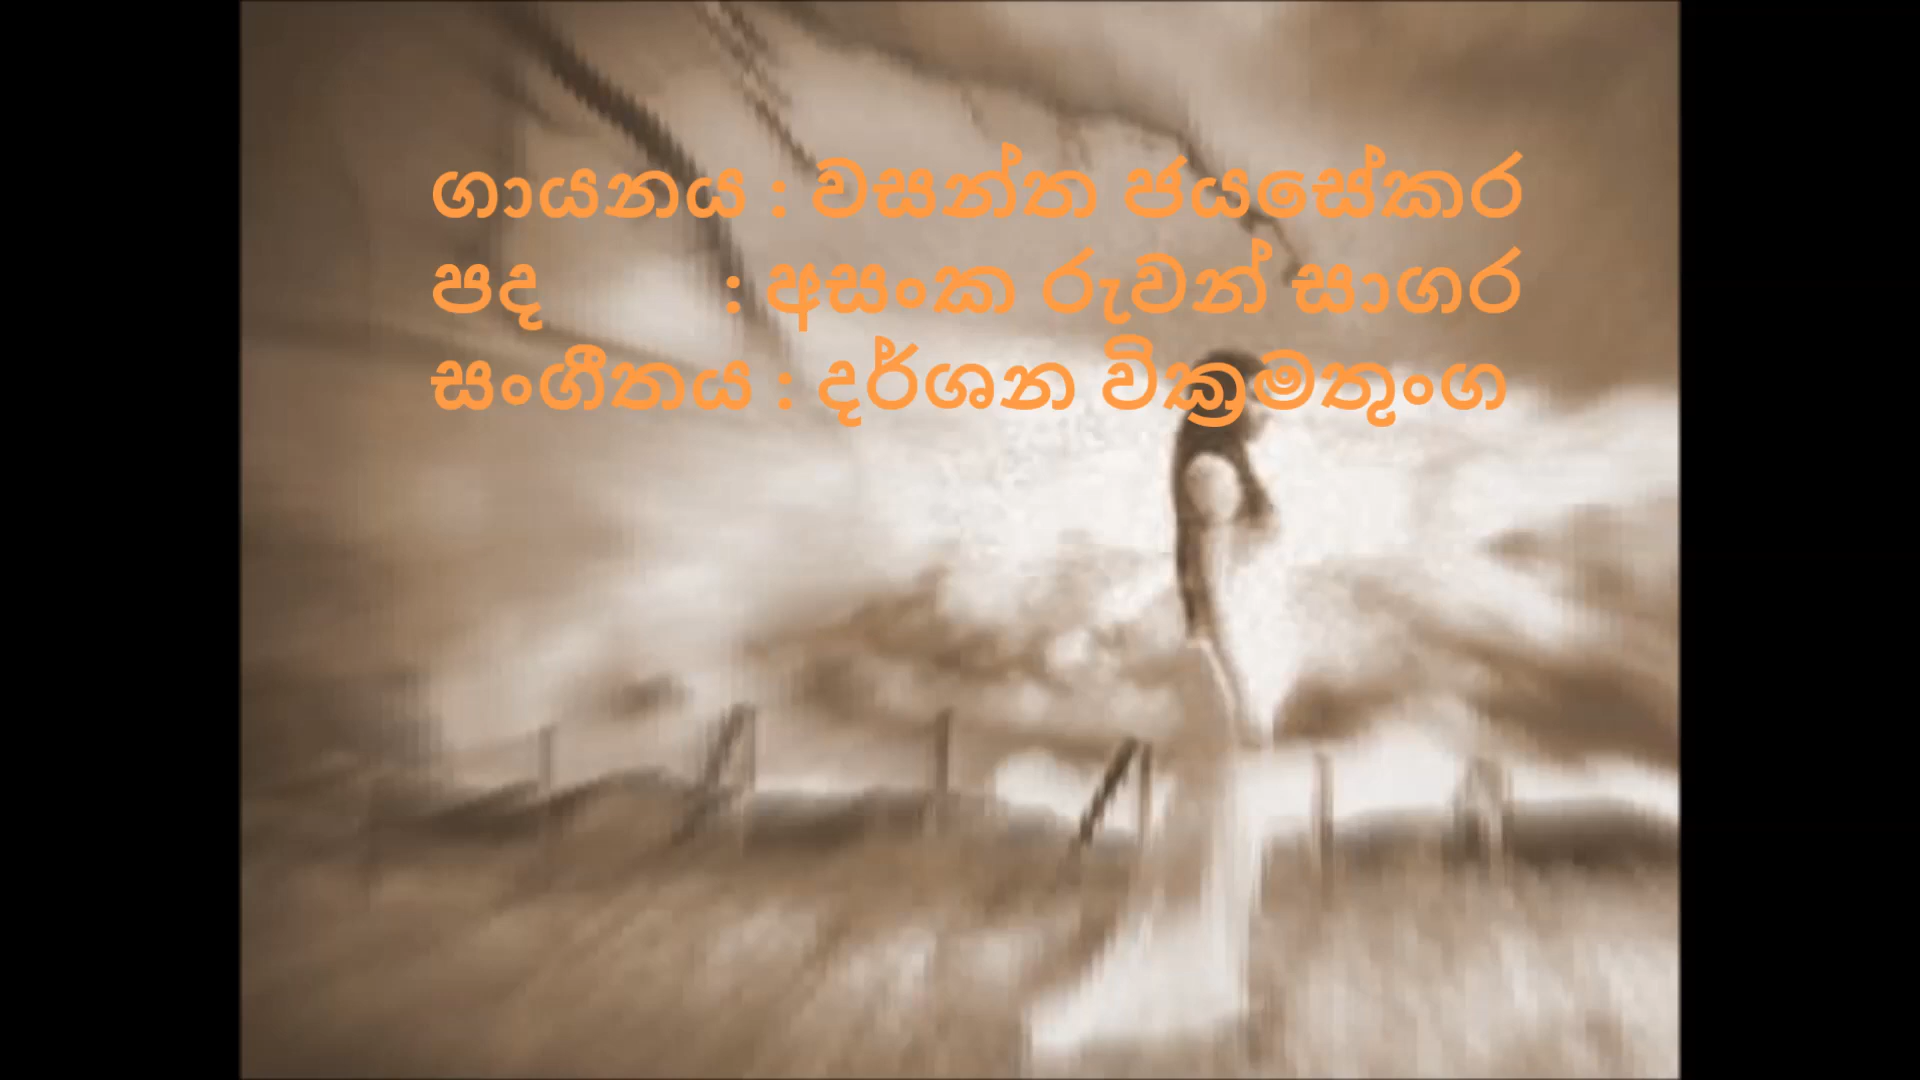 ගායනය : වසන්ත ජයසේකර
පද : අසංක රුවන් සාගර
සංගීතය : දර්ශන වික්‍රමතුංග